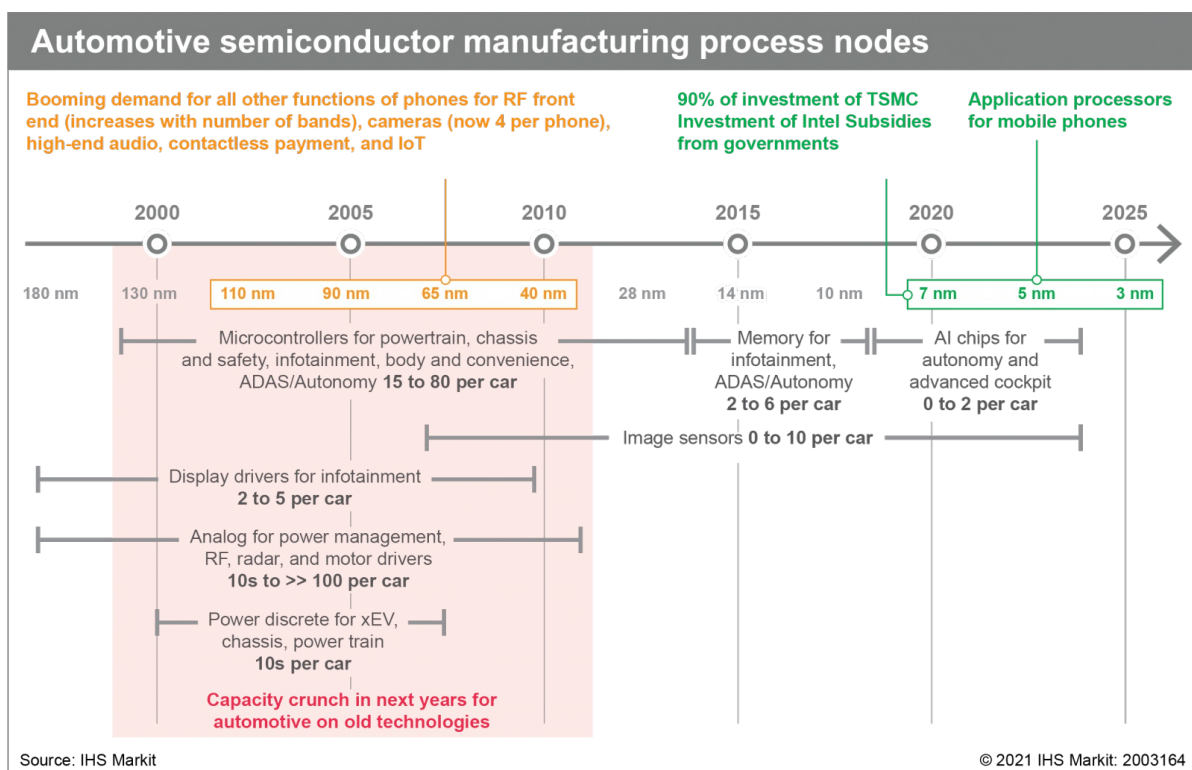 Automotive semiconductor manufacturing process nodes
Booming demand for all other functions of phones for RF front
end (increases with number of bands), cameras (now 4 per phone),
high-end audio, contactless payment, and IoT
90% of investment of TSMC
Investment of Intel Subsidies
from governments
Application processors
for mobile phones
2000 2005 2010 2015 2020 2025
180 nm 130 nm 110 nm 90 nm 65 nm 40 nm 28 nm 14 nm 10 nm 7 nm 5 nm 3 nm
Microcontrollers for powertrain, chassis
and safety, infotainment, body and convenience,
ADAS/Autonomy 15 to 80 per car
Memory for
infotainment,
ADAS/Autonomy
2 to 6 per car
AI chips for
autonomy and
advanced cockpit
0 to 2 per car
Image sensors 0 to 10 per car
Display drivers for infotainment
2 to 5 per car
Analog for power management,
RF, radar, and motor drivers
10s to >> 100 per car
Power discrete for xEV,
chassis, power train
10s per car
Capacity crunch in next years for
automotive on old technologies
Source: IHS Markit
© 2021 IHS Markit: 2003164